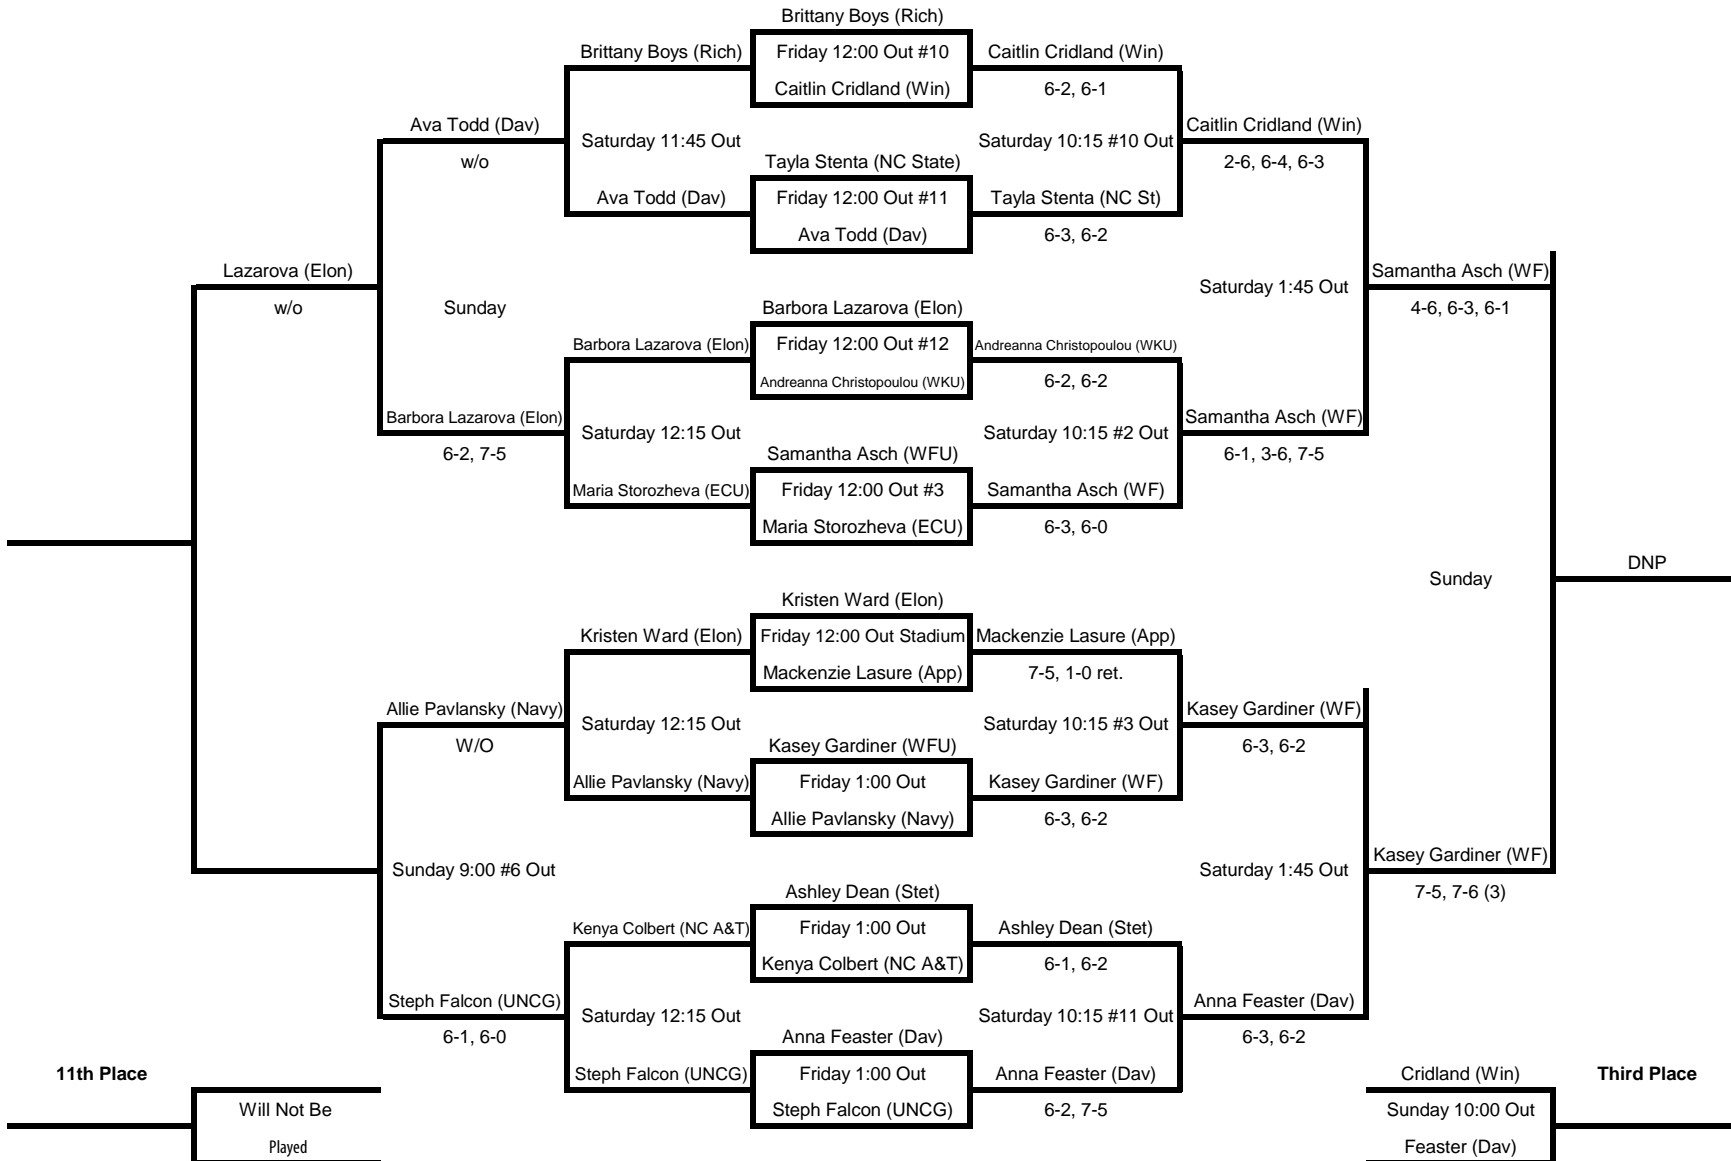 Brittany Boys (Rich)
Brittany Boys (Rich)
Friday 12:00 Out #10
Caitlin Cridland (Win)
Caitlin Cridland (Win)
6-2, 6-1
Ava Todd (Dav)
Saturday 11:45 Out
Saturday 10:15 #10 Out
Caitlin Cridland (Win)
w/o
Tayla Stenta (NC State)
2-6, 6-4, 6-3
Ava Todd (Dav)
Friday 12:00 Out #11
Tayla Stenta (NC St)
Ava Todd (Dav)
6-3, 6-2
Lazarova (Elon)
Saturday 1:45 Out
Samantha Asch (WF)
w/o
Sunday
Barbora Lazarova (Elon)
4-6, 6-3, 6-1
Barbora Lazarova (Elon)
Friday 12:00 Out #12
Andreanna Christopoulou (WKU)
Andreanna Christopoulou (WKU)
6-2, 6-2
Barbora Lazarova (Elon)
Saturday 12:15 Out
Saturday 10:15 #2 Out
Samantha Asch (WF)
6-2, 7-5
Samantha Asch (WFU)
6-1, 3-6, 7-5
Maria Storozheva (ECU)
Friday 12:00 Out #3
Samantha Asch (WF)
Maria Storozheva (ECU)
6-3, 6-0
Sunday
DNP
Kristen Ward (Elon)
Kristen Ward (Elon)
Friday 12:00 Out Stadium
Mackenzie Lasure (App)
Mackenzie Lasure (App)
7-5, 1-0 ret.
Allie Pavlansky (Navy)
Saturday 12:15 Out
Saturday 10:15 #3 Out
Kasey Gardiner (WF)
W/O
Kasey Gardiner (WFU)
6-3, 6-2
Allie Pavlansky (Navy)
Friday 1:00 Out
Kasey Gardiner (WF)
Allie Pavlansky (Navy)
6-3, 6-2
Sunday 9:00 #6 Out
Saturday 1:45 Out
Kasey Gardiner (WF)
Ashley Dean (Stet)
7-5, 7-6 (3)
Kenya Colbert (NC A&T)
Friday 1:00 Out
Ashley Dean (Stet)
Kenya Colbert (NC A&T)
6-1, 6-2
Steph Falcon (UNCG)
Saturday 12:15 Out
Saturday 10:15 #11 Out
Anna Feaster (Dav)
6-1, 6-0
Anna Feaster (Dav)
6-3, 6-2
11th Place
Steph Falcon (UNCG)
Friday 1:00 Out
Anna Feaster (Dav)
Cridland (Win)
Third Place
Will Not Be
Steph Falcon (UNCG)
6-2, 7-5
Sunday 10:00 Out
Played
Feaster (Dav)